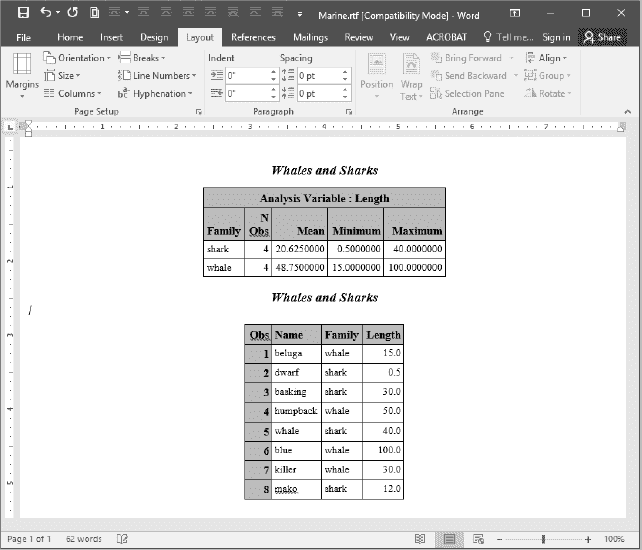 Marine.rtf [Compatibility Mode] - Word
File Home Insert Design Layout References Mailings Review View ACROBAT Tell me... Sign in Share
Orientation Breaks Indent Spacing Bring Forward Align
Margins Size Line Numbers 0" 0 pt Position Wrap Text Send Backward Group
Columns Hyphenation 0" 0 pt Selection Pane Rotate
Page Setup Paragraph Arrange
1 2 3 4 5 6 7
Whales and Sharks
Analysis Variable : Length
Family N Obs Mean Minimum Maximum
shark 4 20.6250000 0.5000000 40.0000000
whale 4 48.7500000 15.0000000 100.0000000
Whales and Sharks
Obs Name Family Length
1 beluga whale 15.0
2 dwarf shark 0.5
3 basking shark 30.0
4 humpback whale 50.0
5 whale shark 40.0
6 blue whale 100.0
7 killer whale 30.0
8 mako shark 12.0
Page 1 of 1 62 words 100%